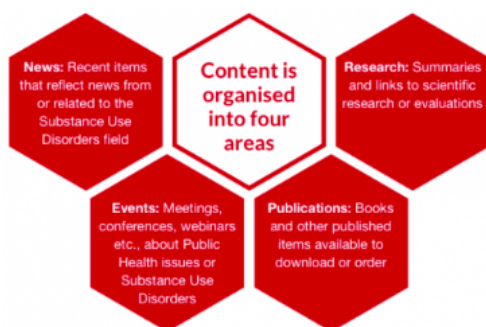 News: Recent items
that reflect news from
or related to the
Substance Use
Disorders field
Content is
organised
into four
areas
Research: Summaries
and links to scientific
research or evaluations
Events: Meetings,
conferences, webinars
etc., about Public
Health issues or
Substance Use
Disorders
Publications: Books
and other published
items available to
download or order